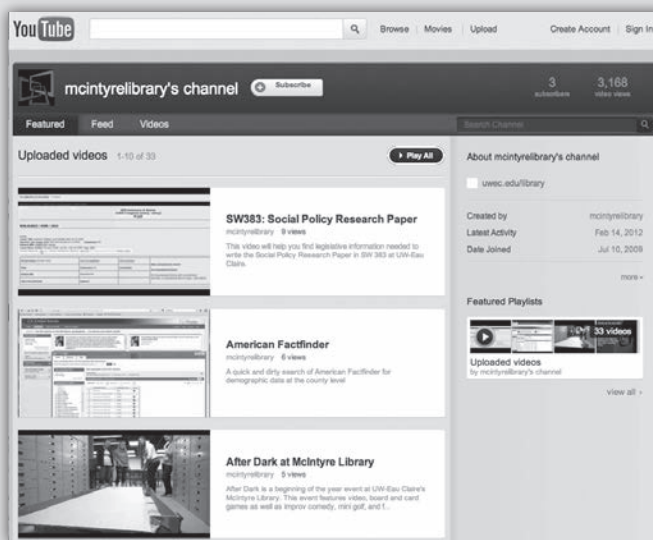 YouTube
Browse | Movies | Upload
Create Account | Sign In
mcintyrelibrary's channel
Subscribe
3
subscribers
3,168
video views
Featured
Feed
Videos
Search Channel
Uploaded videos 1-10 of 33
Play All
SW383: Social Policy Research Paper
mcintyrelibrary 9 views
This video will help you find legislative information needed to
write the Social Policy Research Paper in SW 383 at UW-Eau
Claire.
American Factfinder
mcintyrelibrary 6 views
A quick and dirty search of American Factfinder for
demographic data at the county level
After Dark at McIntyre Library
mcintyrelibrary 5 views
After Dark is a beginning of the year event at UW-Eau Claire's
McIntyre Library. This event features video, board and card
games as well as improv comedy, mini golf, and f...
About mcintyrelibrary's channel
uwec.edu/library
Created by mcintyrelibrary
Latest Activity Feb 14, 2012
Date Joined Jul 10, 2009
more
Featured Playlists
33 videos
Uploaded videos
by mcintyrelibrary's channel
view all